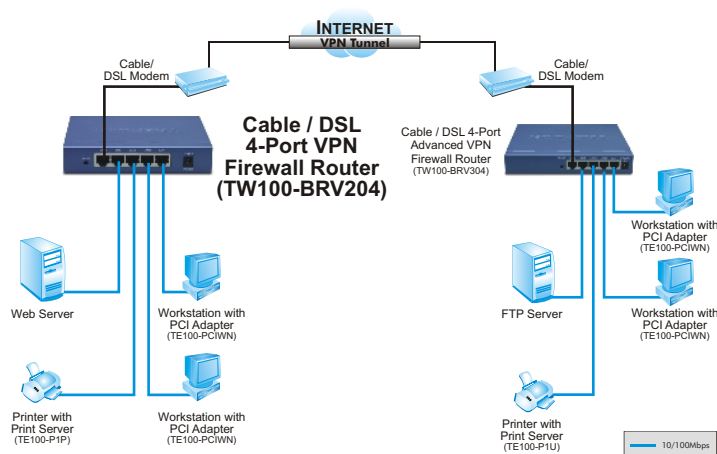 INTERNET
VPN Tunnel
Cable/
DSL Modem
Cable/
DSL Modem
Cable / DSL
4-Port VPN
Firewall Router
(TW100-BRV204)
Cable / DSL 4-Port
Advanced VPN
Firewall Router
(TW100-BRV304)
Web Server
Workstation with
PCI Adapter
(TE100-PCIWN)
Printer with
Print Server
(TE100-P1P)
Workstation with
PCI Adapter
(TE100-PCIWN)
Workstation with
PCI Adapter
(TE100-PCIWN)
FTP Server
Workstation with
PCI Adapter
(TE100-PCIWN)
Printer with
Print Server
(TE100-P1U)
10/100Mbps